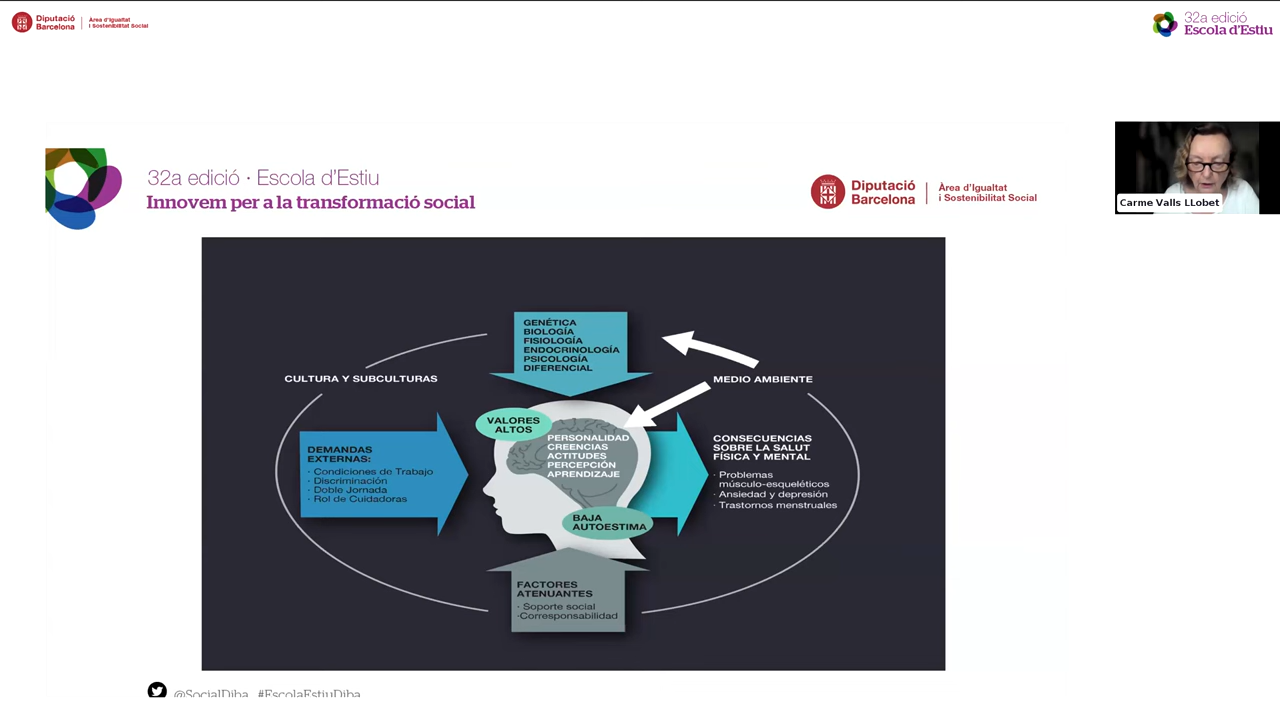 Diputació
Barcelona
Àrea d'Igualtat
i Sostenibilitat Social
32a edició
Escola d'Estiu
32a edició · Escola d'Estiu
Innovem per a la transformació social
Diputació
Barcelona
Àrea d'Igualtat
i Sostenibilitat Social
Carme Valls LLobet
GENÉTICA
BIOLOGÍA
FISIOLOGÍA
ENDOCRINOLOGÍA
PSICOLOGÍA
DIFERENCIAL
CULTURA Y SUBCULTURAS
MEDIO AMBIENTE
VALORES
ALTOS
PERSONALIDAD
CREENCIAS
ACTITUDES
PERCEPCIÓN
APRENDIZAJE
DEMANDAS
EXTERNAS:
· Condiciones de Trabajo
· Discriminación
· Doble Jornada
· Rol de Cuidadoras
CONSECUENCIAS
SOBRE LA SALUT
FÍSICA Y MENTAL
· Problemas
músculo-esqueléticos
· Ansiedad y depresión
· Trastornos menstruales
BAJA
AUTOESTIMA
FACTORES
ATENUANTES
· Soporte social
·Corresponsabilidad
@SocialDiba #EscolaEstiuDiba